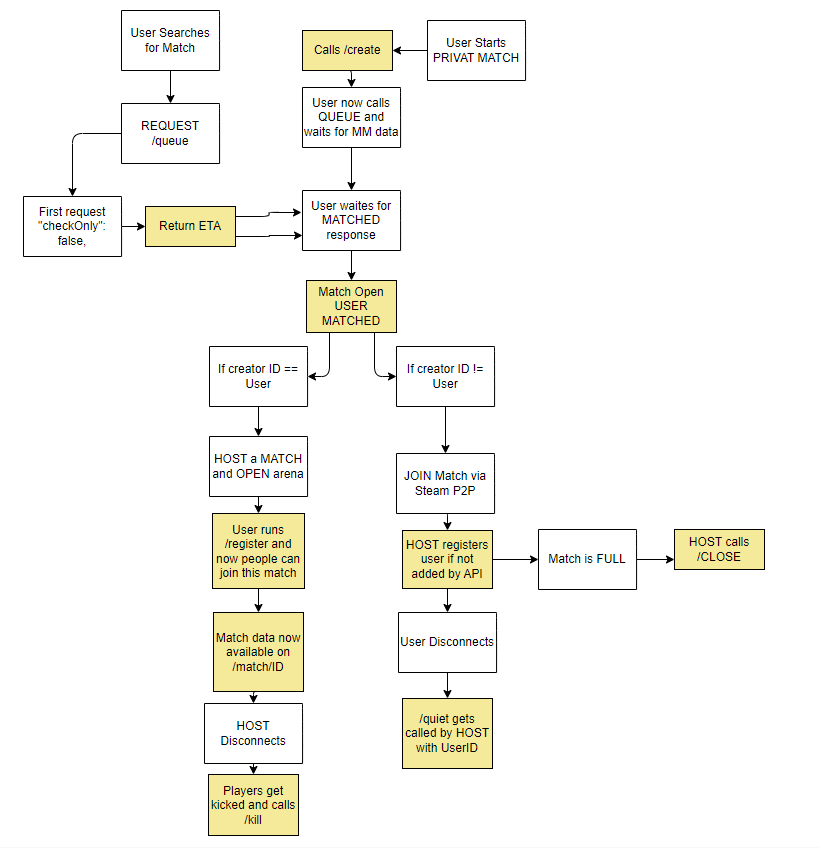 User Searches
for Match
Calls /create
User Starts
PRIVAT MATCH
REQUEST
/queue
User now calls
QUEUE and
waits for MM data
First request
"checkOnly":
false,
Return ETA
User waites for
MATCHED
response
Match Open
USER
MATCHED
If creator ID ==
User
If creator ID !=
User
HOST a MATCH
and OPEN arena
JOIN Match via
Steam P2P
User runs
/register and
now people can
join this match
HOST registers
user if not
added by API
Match is FULL
HOST calls
/CLOSE
Match data now
available on
/match/ID
User Disconnects
HOST
Disconnects
/quiet gets
called by HOST
with UserID
Players get
kicked and calls
/kill